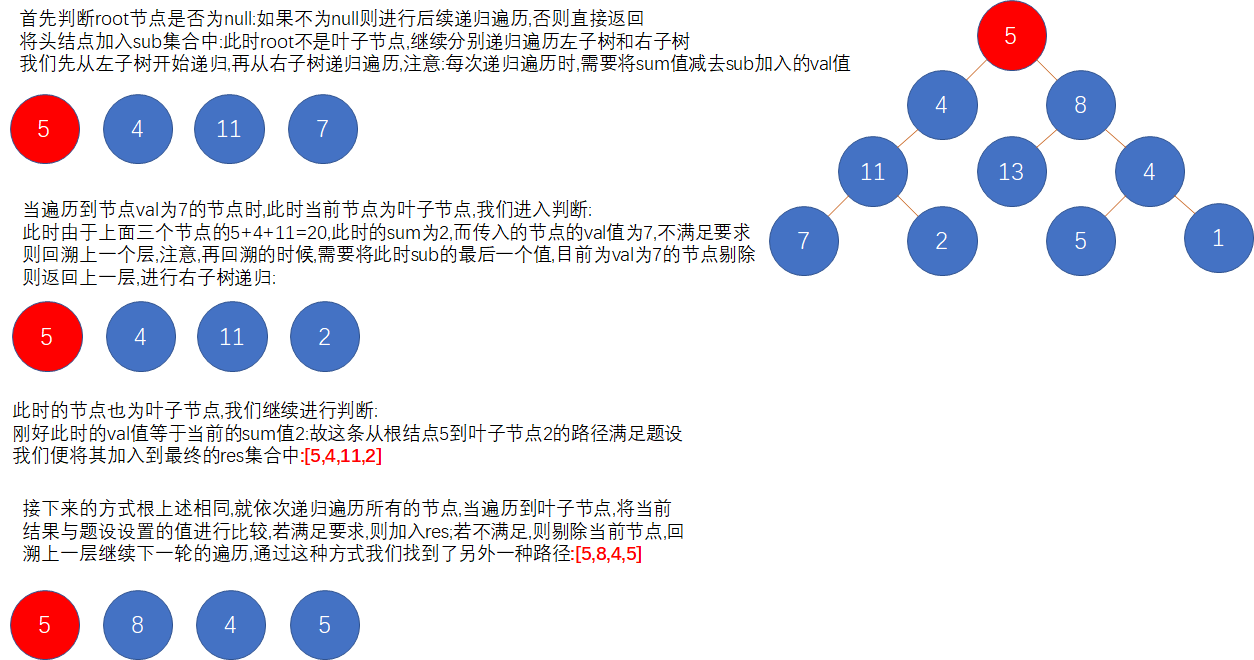 首先判断root节点是否为null:如果不为null则进行后续递归遍历,否则直接返回
将头结点加入sub集合中:此时root不是叶子节点,继续分别递归遍历左子树和右子树
我们先从左子树开始递归,再从右子树递归遍历,注意:每次递归遍历时,需要将sum值减去sub加入的val值
5 4 11 7
当遍历到节点val为7的节点时,此时当前节点为叶子节点,我们进入判断:
此时由于上面三个节点的5+4+11=20,此时的sum为2,而传入的节点的val值为7,不满足要求
则回溯上一个层,注意,再回溯的时候,需要将此时sub的最后一个值,目前为val为7的节点剔除
则返回上一层,进行右子树递归:
5 4 11 2
此时的节点也为叶子节点,我们继续进行判断:
刚好此时的val值等于当前的sum值2:故这条从根结点5到叶子节点2的路径满足题设
我们便将其加入到最终的res集合中:[5,4,11,2]
接下来的方式根上述相同,就依次递归遍历所有的节点,当遍历到叶子节点,将当前
结果与题设设置的值进行比较,若满足要求,则加入res;若不满足,则剔除当前节点,回
溯上一层继续下一轮的遍历,通过这种方式我们找到了另外一种路径:[5,8,4,5]
5 8 4 5
5
4 8
11 13 4
7 2 5 1